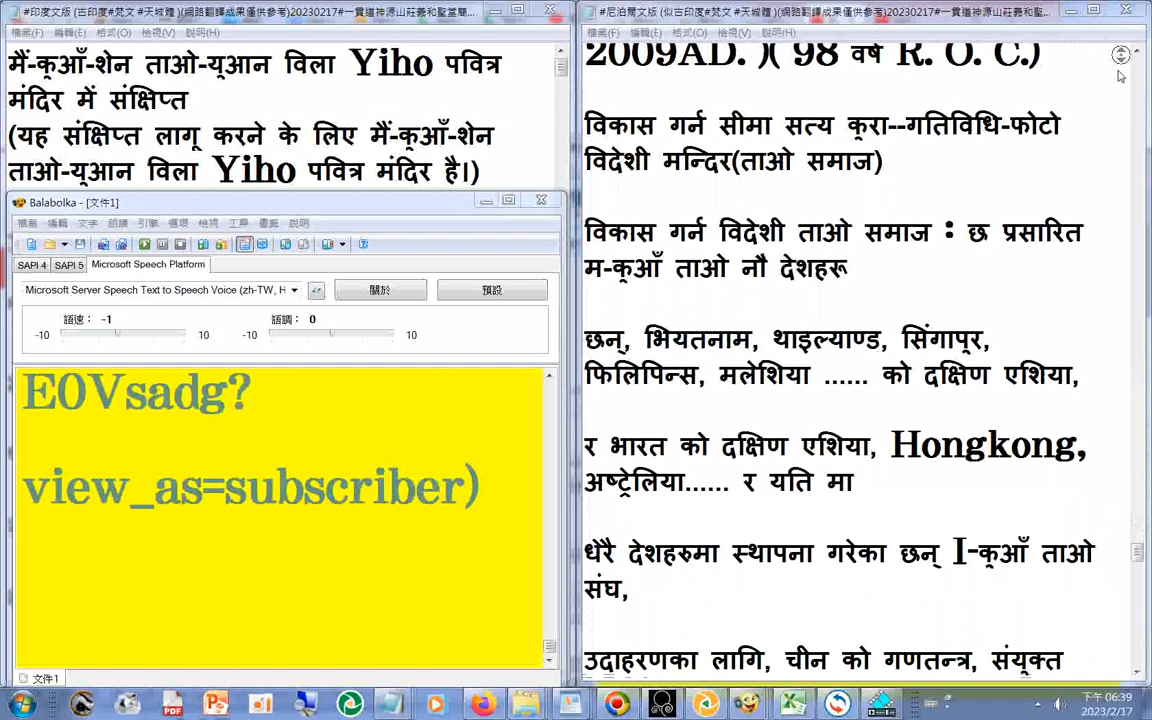 #印度文版 (古印度#梵文 #天城體 )(網路翻譯成果僅供參考)20230217#一貫道神源山莊義和聖堂簡...
檔案(F) 編輯(E) 格式(O) 檢視(V) 說明(H)
मैं-कुआँ-शेन ताओ-यूआन विला Yiho पवित्र
मंदिर में संक्षिप्त
(यह संक्षिप्त लागू करने के लिए मैं-कुआँ-शेन
ताओ-यूआन विला Yiho पवित्र मंदिर है।)
Balabolka - [文件1]
檔案 編輯 文字 朗讀 引擎 選項 檢視 工具 書籤 說明
SAPI 4 SAPI 5 Microsoft Speech Platform
Microsoft Server Speech Text to Speech Voice (zh-TW, H
關於 預設
語速： -1 語調： 0
-10 10 -10 10
E0Vsadg?
view_as=subscriber)
文件1
#尼泊爾文版 (似古印度#梵文 #天城體 )(網路翻譯成果僅供參考)20230217#一貫道神源山莊義和聖...
檔案(F) 編輯(E) 格式(O) 檢視(V) 說明(H)
2009AD. )( 98 वर्ष R. O. C.)
विकास गर्न सीमा सत्य कुरा--गतिविधि-फोटो
विदेशी मन्दिर(ताओ समाज)
विकास गर्न विदेशी ताओ समाज : छ प्रसारित
म-कुआँ ताओ नौ देशहरू
छन्, भियतनाम, थाइल्याण्ड, सिंगापुर,
फिलिपिन्स, मलेशिया ...... को दक्षिण एशिया,
र भारत को दक्षिण एशिया, Hongkong,
अष्ट्रेलिया...... र यति मा
धेरै देशहरुमा स्थापना गरेका छन् I-कुआँ ताओ
संघ,
उदाहरणका लागि, चीन को गणतन्त्र, संयुक्त
下午 06:39
2023/2/17